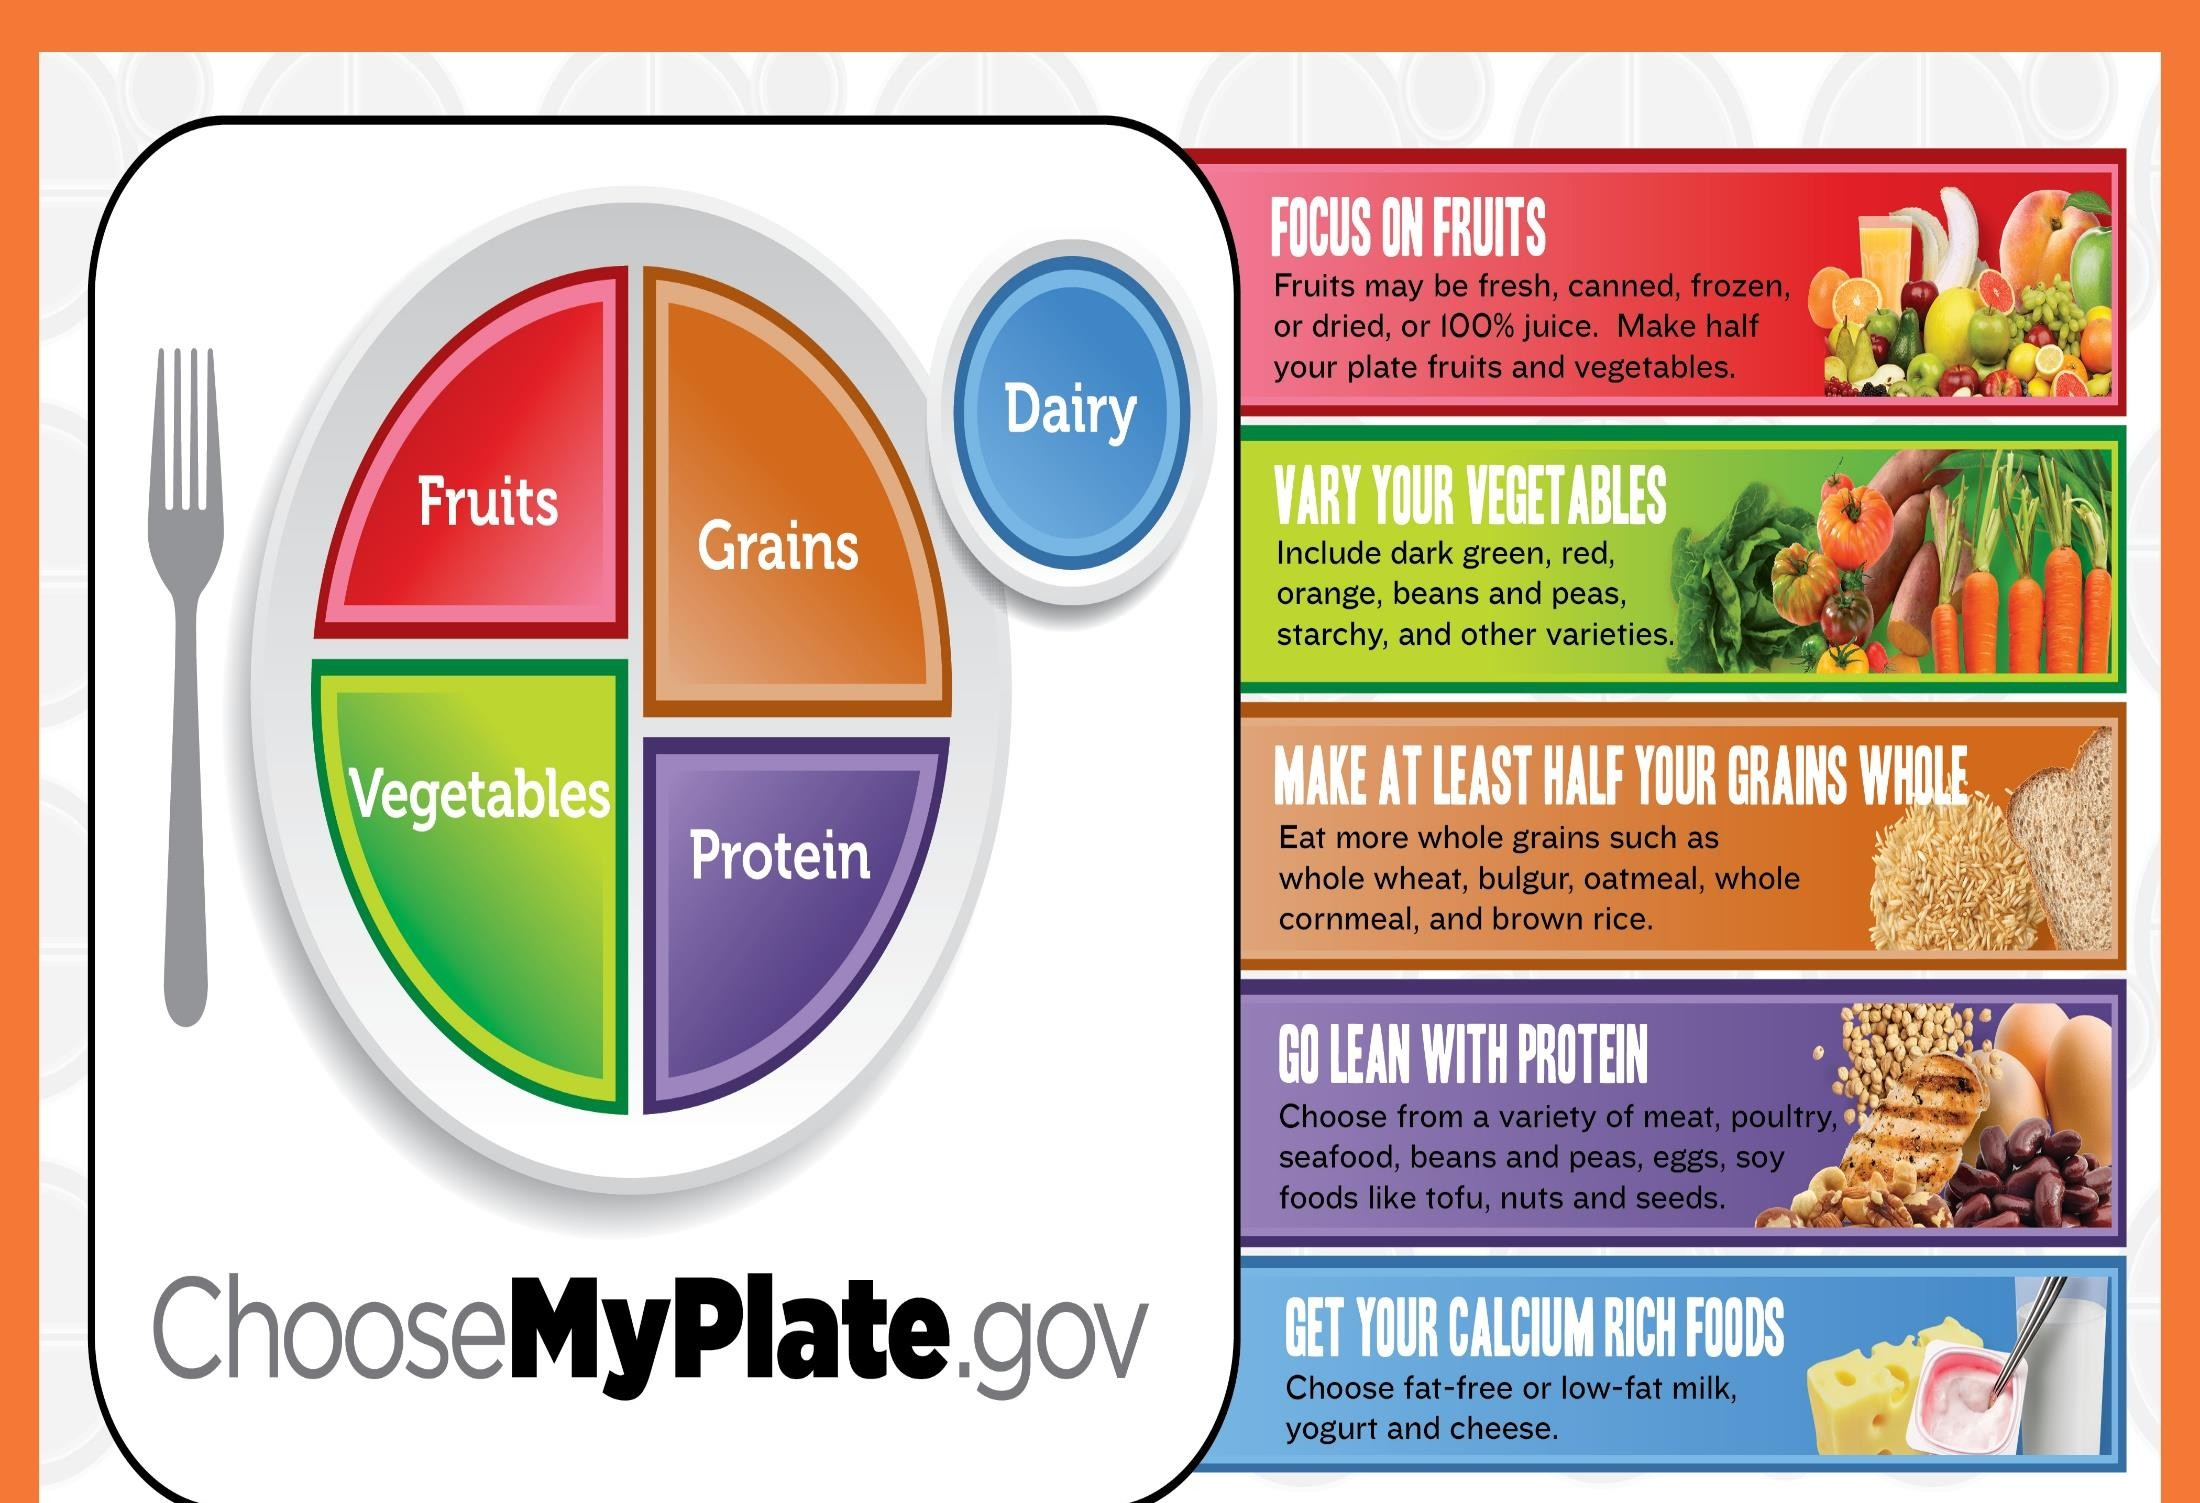 Fruits
Grains
Dairy
Vegetables
Protein
ChooseMyPlate.gov
FOCUS ON FRUITS
Fruits may be fresh, canned, frozen,
or dried, or 100% juice. Make half
your plate fruits and vegetables.
VARY YOUR VEGETABLES
Include dark green, red,
orange, beans and peas,
starchy, and other varieties.
MAKE AT LEAST HALF YOUR GRAINS WHOLE
Eat more whole grains such as
whole wheat, bulgur, oatmeal, whole
cornmeal, and brown rice.
GO LEAN WITH PROTEIN
Choose from a variety of meat, poultry,
seafood, beans and peas, eggs, soy
foods like tofu, nuts and seeds.
GET YOUR CALCIUM RICH FOODS
Choose fat-free or low-fat milk,
yogurt and cheese.